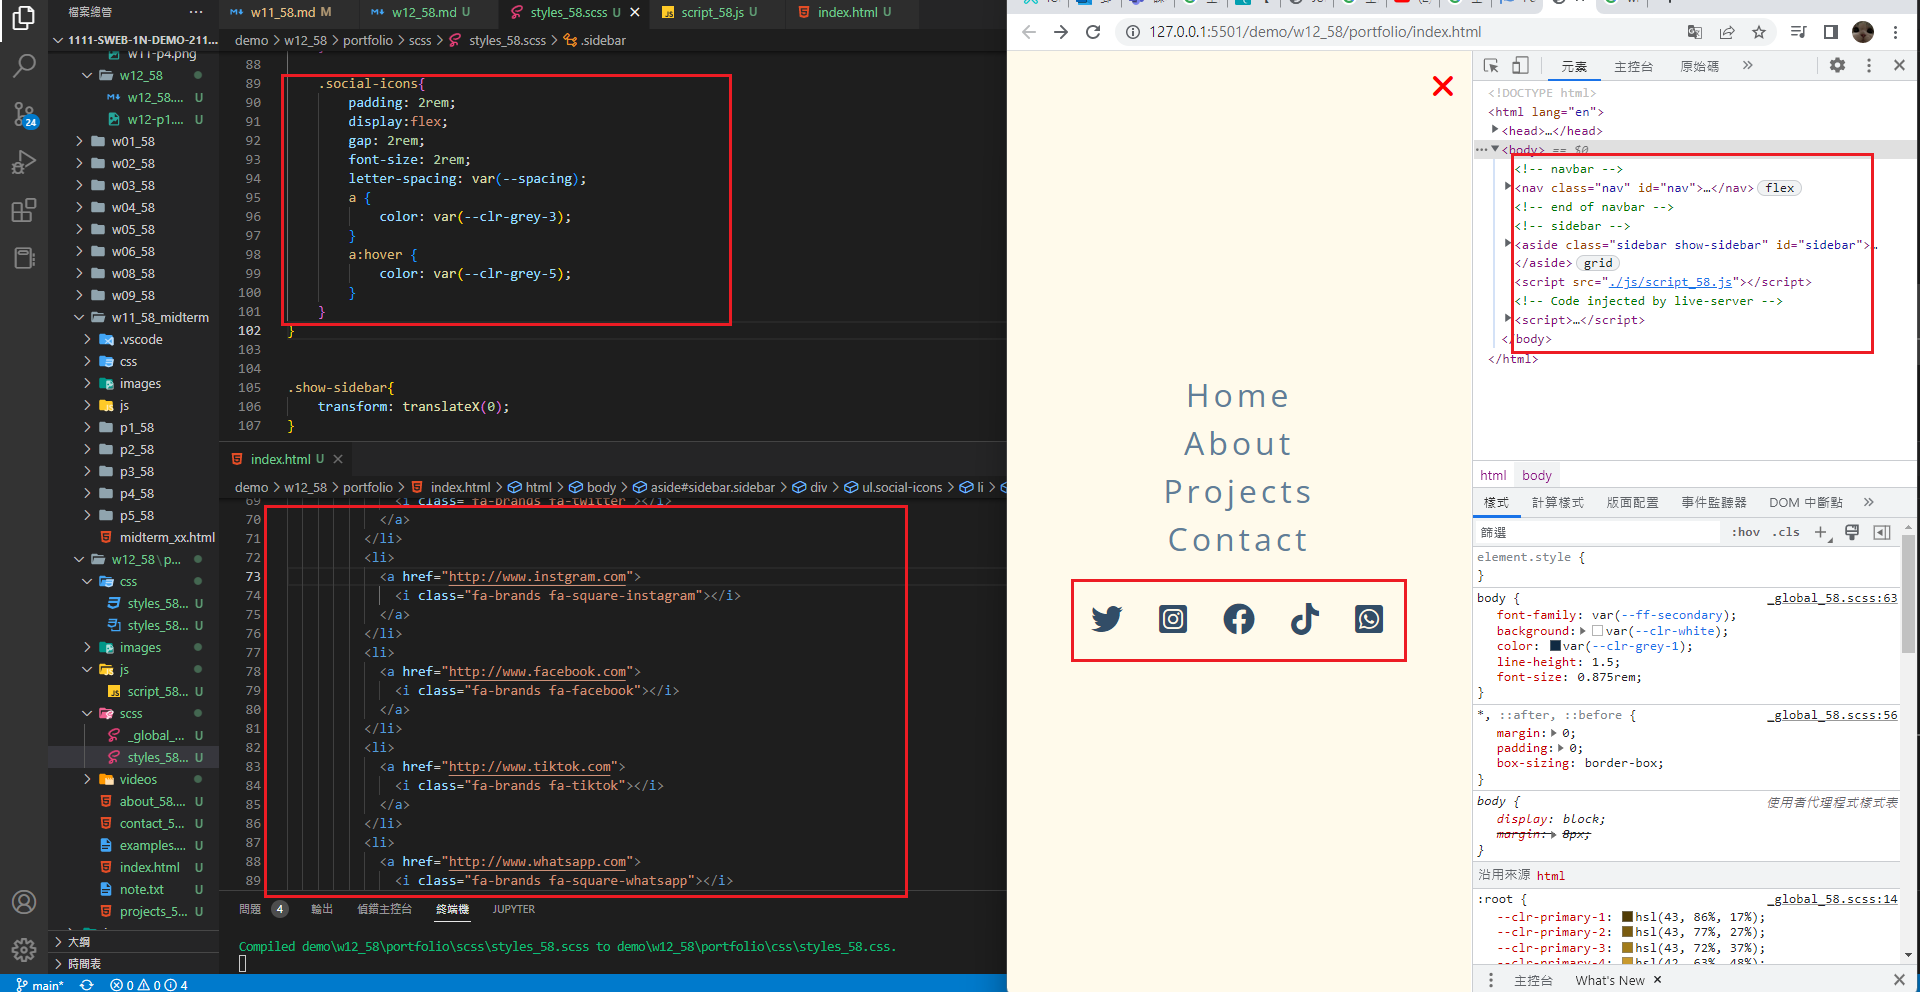 檔案總管 ···
1111-SWEB-1N-DEMO-211...
w11-p4.png
w12_58
w12_58.... U
w12-p1.... U
w01_58
w02_58
w03_58
w04_58
w05_58
w06_58
w08_58
w09_58
w11_58_midterm
.vscode
css
images
js
p1_58
p2_58
p3_58
p4_58
p5_58
midterm_xx.html
w12_58\p...
css
styles_58... U
styles_58... U
images
js
script_58... U
scss
_global_... U
styles_58... U
videos
about_58.... U
contact_5... U
examples.... U
index.html U
note.txt U
projects_5... U
大綱
時間表
24
w11_58.md M
w12_58.md U
styles_58.scss U
script_58.js U
index.html U
demo > w12_58 > portfolio > scss > styles_58.scss > .sidebar
88
89 .social-icons{
90 padding: 2rem;
91 display:flex;
92 gap: 2rem;
93 font-size: 2rem;
94 letter-spacing: var(--spacing);
95 a {
96 color: var(--clr-grey-3);
97 }
98 a:hover {
99 color: var(--clr-grey-5);
100 }
101 }
102 }
103
104
105 .show-sidebar{
106 transform: translateX(0);
107 }
index.html U
demo > w12_58 > portfolio > index.html > html > body > aside#sidebar.sidebar > div > ul.social-icons > li >
69 <i class="fa-brands fa-twitter"></i>
70 </a>
71 </li>
72 <li>
73 <a href="http://www.instgram.com">
74 <i class="fa-brands fa-square-instagram"></i>
75 </a>
76 </li>
77 <li>
78 <a href="http://www.facebook.com">
79 <i class="fa-brands fa-facebook"></i>
80 </a>
81 </li>
82 <li>
83 <a href="http://www.tiktok.com">
84 <i class="fa-brands fa-tiktok"></i>
85 </a>
86 </li>
87 <li>
88 <a href="http://www.whatsapp.com">
89 <i class="fa-brands fa-square-whatsapp"></i>
問題 4 輸出 偵錯主控台 終端機 JUPYTER
Compiled demo\w12_58\portfolio\scss\styles_58.scss to demo\w12_58\portfolio\css\styles_58.css.
main* 0 0 4
127.0.0.1:5501/demo/w12_58/portfolio/index.html
Home
About
Projects
Contact
元素 主控台 原始碼 »
<!DOCTYPE html>
<html lang="en">
<head>…</head>
<body> == $0
<!-- navbar -->
<nav class="nav" id="nav">…</nav> flex
<!-- end of navbar -->
<!-- sidebar -->
<aside class="sidebar show-sidebar" id="sidebar">…
</aside> grid
<script src="./js/script_58.js"></script>
<!-- Code injected by live-server -->
<script>…</script>
</body>
</html>
html body
樣式 計算樣式 版面配置 事件監聽器 DOM 中斷點 »
篩選 :hov .cls +
element.style {
}
body { _global_58.scss:63
font-family: var(--ff-secondary);
background: var(--clr-white);
color: var(--clr-grey-1);
line-height: 1.5;
font-size: 0.875rem;
}
*, ::after, ::before { _global_58.scss:56
margin: 0;
padding: 0;
box-sizing: border-box;
}
body { 使用者代理程式樣式表
display: block;
margin: 8px;
}
沿用來源 html
:root { _global_58.scss:14
--clr-primary-1: hsl(43, 86%, 17%);
--clr-primary-2: hsl(43, 77%, 27%);
--clr-primary-3: hsl(43, 72%, 37%);
--clr-primary-4: hsl(42, 63%, 48%);
主控台 What's New